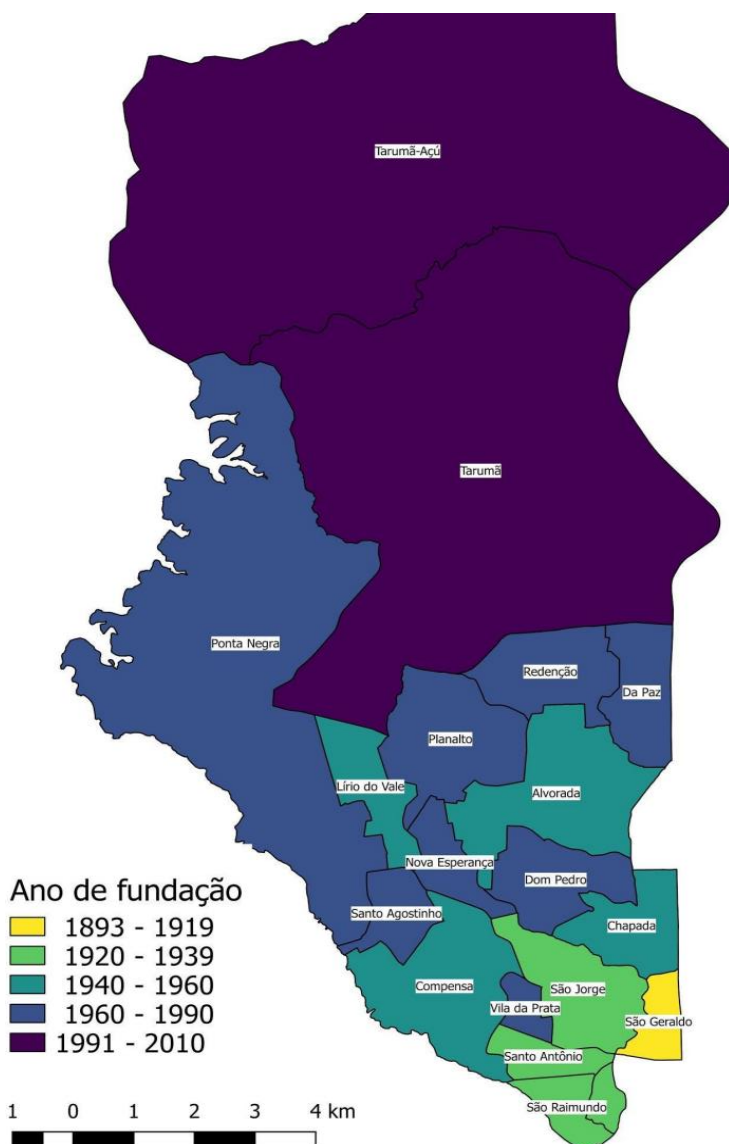 Tarumã-Açú
Tarumã
Ponta Negra
Redenção
Da Paz
Planalto
Lírio do Vale
Alvorada
Nova Esperança
Dom Pedro
Santo Agostinho
Chapada
Compensa
São Jorge
Vila da Prata
São Geraldo
Santo Antônio
São Raimundo
Ano de fundação
1893 - 1919
1920 - 1939
1940 - 1960
1960 - 1990
1991 - 2010
1 0 1 2 3 4 km